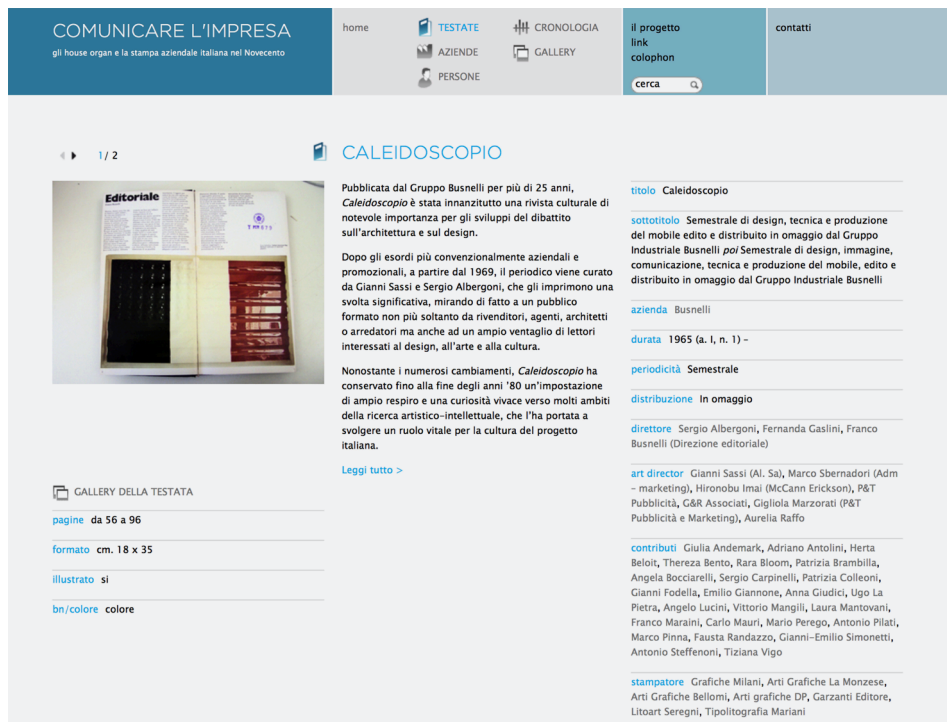 COMUNICARE L'IMPRESA
gli house organ e la stampa aziendale italiana nel Novecento
home
TESTATE
AZIENDE
PERSONE
CRONOLOGIA
GALLERY
il progetto
link
colophon
cerca
contatti
1/ 2
Editoriale
CALEIDOSCOPIO
Pubblicata dal Gruppo Busnelli per più di 25 anni,
Caleidoscopio è stata innanzitutto una rivista culturale di
notevole importanza per gli sviluppi del dibattito
sull'architettura e sul design.
Dopo gli esordi più convenzionalmente aziendali e
promozionali, a partire dal 1969, il periodico viene curato
da Gianni Sassi e Sergio Albergoni, che gli imprimono una
svolta significativa, mirando di fatto a un pubblico
formato non più soltanto da rivenditori, agenti, architetti
o arredatori ma anche ad un ampio ventaglio di lettori
interessati al design, all'arte e alla cultura.
Nonostante i numerosi cambiamenti, Caleidoscopio ha
conservato fino alla fine degli anni '80 un'impostazione
di ampio respiro e una curiosità vivace verso molti ambiti
della ricerca artistico-intellettuale, che l'ha portata a
svolgere un ruolo vitale per la cultura del progetto
italiana.
Leggi tutto >
GALLERY DELLA TESTATA
pagine da 56 a 96
formato cm. 18 x 35
illustrato si
bn/colore colore
titolo Caleidoscopio
sottotitolo Semestrale di design, tecnica e produzione
del mobile edito e distribuito in omaggio dal Gruppo
Industriale Busnelli poi Semestrale di design, immagine,
comunicazione, tecnica e produzione del mobile, edito e
distribuito in omaggio dal Gruppo Industriale Busnelli
azienda Busnelli
durata 1965 (a. I, n. 1) –
periodicità Semestrale
distribuzione In omaggio
direttore Sergio Albergoni, Fernanda Gaslini, Franco
Busnelli (Direzione editoriale)
art director Gianni Sassi (Al. Sa), Marco Sbernadori (Adm
- marketing), Hironobu Imai (McCann Erickson), P&T
Pubblicità, G&R Associati, Gigliola Marzorati (P&T
Pubblicità e Marketing), Aurelia Raffo
contributi Giulia Andemark, Adriano Antolini, Herta
Beloit, Thereza Bento, Rara Bloom, Patrizia Brambilla,
Angela Bocciarelli, Sergio Carpinelli, Patrizia Colleoni,
Gianni Fodella, Emilio Giannone, Anna Giudici, Ugo La
Pietra, Angelo Lucini, Vittorio Mangili, Laura Mantovani,
Franco Maraini, Carlo Mauri, Mario Perego, Antonio Pilati,
Marco Pinna, Fausta Randazzo, Gianni-Emilio Simonetti,
Antonio Steffenoni, Tiziana Vigo
stampatore Grafiche Milani, Arti Grafiche La Monzese,
Arti Grafiche Bellomi, Arti grafiche DP, Garzanti Editore,
Litoart Seregni, Tipolitografia Mariani